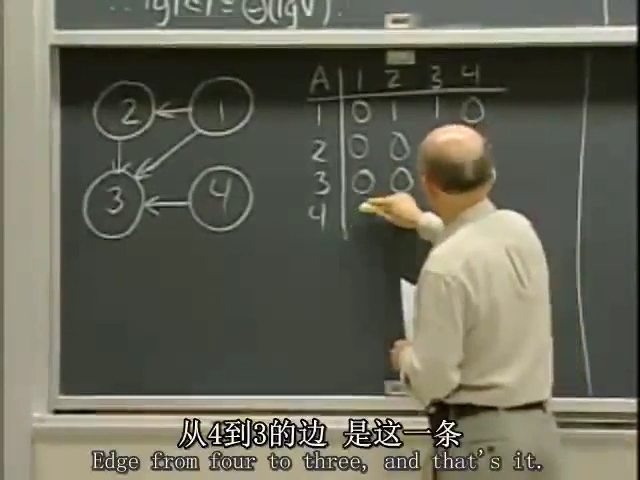 ∴ lg|E| = Θ(lgV).
2 1
3 4
A 1 2 3 4
1 0 1 1 0
2 0 0
3 0 0
4
从4到3的边 是这一条
Edge from four to three, and that's it.